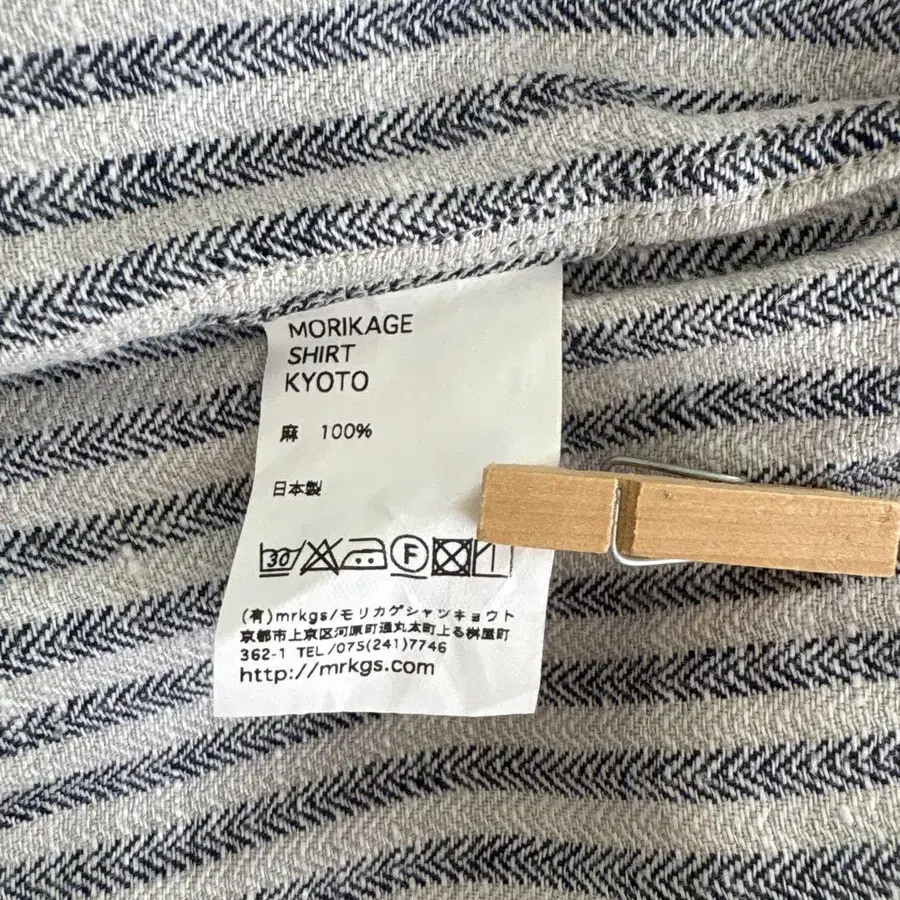 MORIKAGE
SHIRT
KYOTO
麻 100%
日本製
30 F
(有)mrkgs/モリカゲシャツキョウト
京都市上京区河原町通丸太町上る桝屋町
362-1 TEL/075(241)7746
http://mrkgs.com